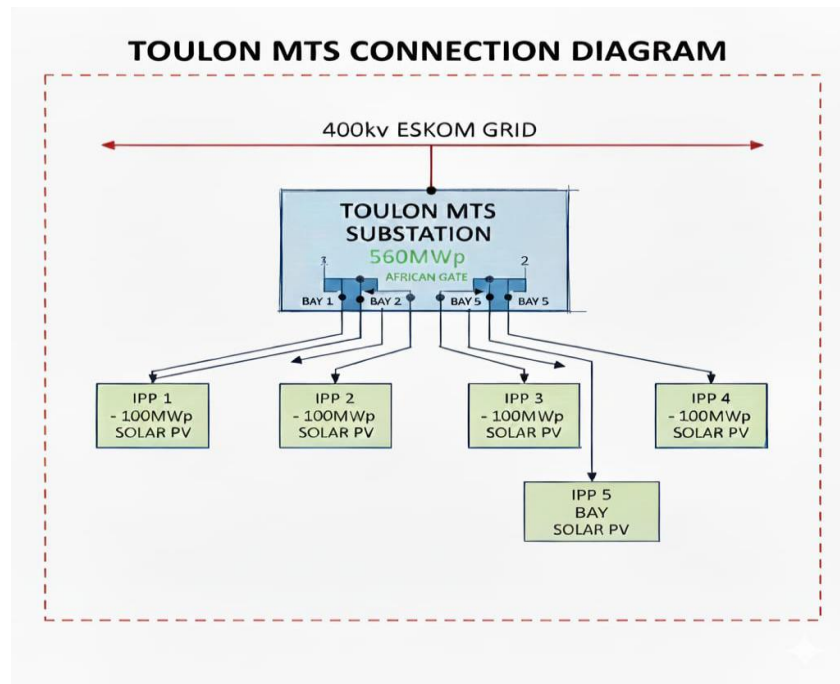 TOULON MTS CONNECTION DIAGRAM
400kv ESKOM GRID
TOULON MTS
SUBSTATION
560MWp
AFRICAN GATE
3
2
BAY 1
BAY 2
BAY 5
BAY 5
IPP 1
- 100MWp
SOLAR PV
IPP 2
- 100MWp
SOLAR PV
IPP 3
- 100MWp
SOLAR PV
IPP 4
- 100MWp
SOLAR PV
IPP 5
BAY
SOLAR PV